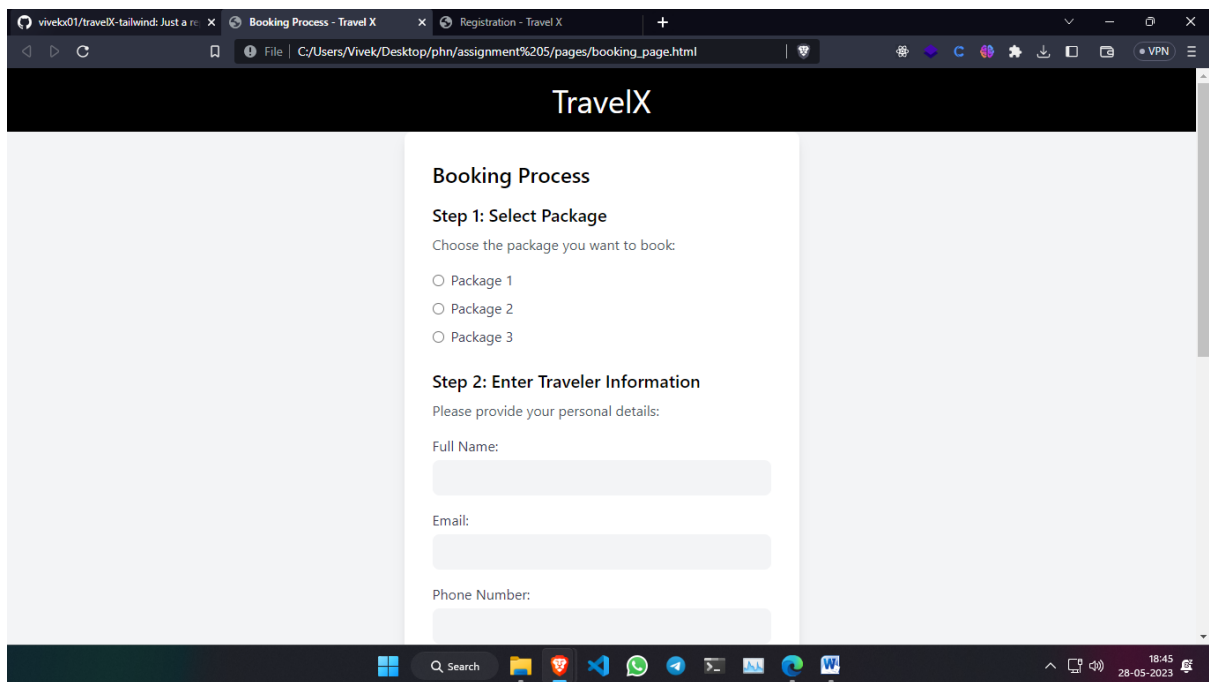 vivekx01/travelX-tailwind: Just a re
Booking Process - Travel X
Registration - Travel X
File
C:/Users/Vivek/Desktop/phn/assignment%205/pages/booking_page.html
VPN
TravelX
Booking Process
Step 1: Select Package
Choose the package you want to book:
Package 1
Package 2
Package 3
Step 2: Enter Traveler Information
Please provide your personal details:
Full Name:
Email:
Phone Number:
Search
18:45
28-05-2023